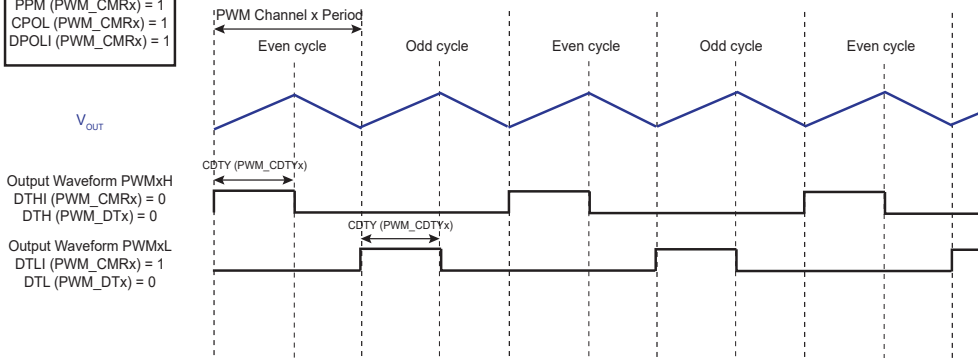 PPM (PWM_CMRx) = 1
CPOL (PWM_CMRx) = 1
DPOLI (PWM_CMRx) = 1
PWM Channel x Period
Even cycle
Odd cycle
Even cycle
Odd cycle
Even cycle
VOUT
CDTY (PWM_CDTYx)
Output Waveform PWMxH
DTHI (PWM_CMRx) = 0
DTH (PWM_DTx) = 0
CDTY (PWM_CDTYx)
Output Waveform PWMxL
DTLI (PWM_CMRx) = 1
DTL (PWM_DTx) = 0